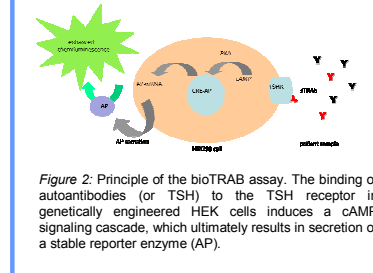 enhanced
chemiluminescence
PKA
cAMP
AP mRNA
CRE-AP
TSHR
sTRAb
AP
AP secretion
HEK293 cell
patient sample
Figure 2: Principle of the bioTRAB assay. The binding o
autoantibodies (or TSH) to the TSH receptor in
genetically engineered HEK cells induces a cAMP
signaling cascade, which ultimately results in secretion o
a stable reporter enzyme (AP).